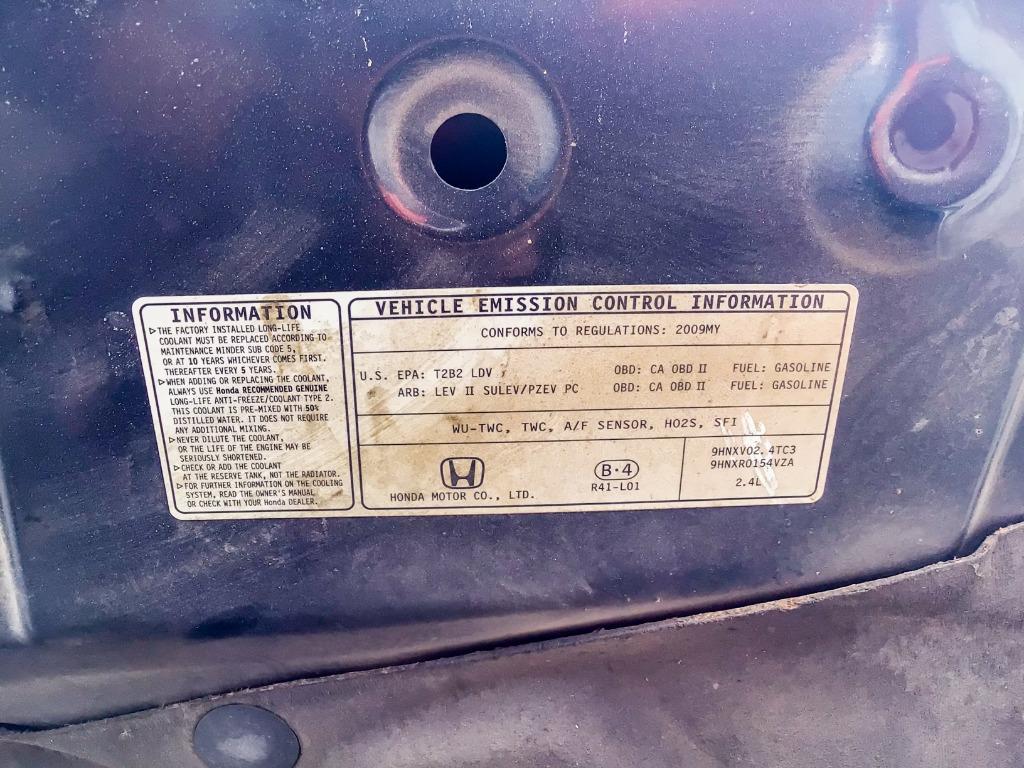 INFORMATION
▷THE FACTORY INSTALLED LONG-LIFE
COOLANT MUST BE REPLACED ACCORDING TO
MAINTENANCE MINDER SUB CODE 5,
OR AT 10 YEARS WHICHEVER COMES FIRST.
THEREAFTER EVERY 5 YEARS.
▷WHEN ADDING OR REPLACING THE COOLANT,
ALWAYS USE Honda RECOMMENDED GENUINE
LONG-LIFE ANTI-FREEZE/COOLANT TYPE 2.
THIS COOLANT IS PRE-MIXED WITH 50%
DISTILLED WATER. IT DOES NOT REQUIRE
ANY ADDITIONAL MIXING.
▷NEVER DILUTE THE COOLANT,
OR THE LIFE OF THE ENGINE MAY BE
SERIOUSLY SHORTENED.
▷CHECK OR ADD THE COOLANT
AT THE RESERVE TANK, NOT THE RADIATOR.
▷FOR FURTHER INFORMATION ON THE COOLING
SYSTEM, READ THE OWNER'S MANUAL
OR CHECK WITH YOUR Honda DEALER.
VEHICLE EMISSION CONTROL INFORMATION
CONFORMS TO REGULATIONS: 2009MY
U.S. EPA: T2B2 LDV OBD: CA OBD II FUEL: GASOLINE
ARB: LEV II SULEV/PZEV PC OBD: CA OBD II FUEL: GASOLINE
WU-TWC, TWC, A/F SENSOR, HO2S, SFI
HONDA MOTOR CO., LTD.
B·4
R41-L01
9HNXV02.4TC3
9HNXR0154VZA
2.4L